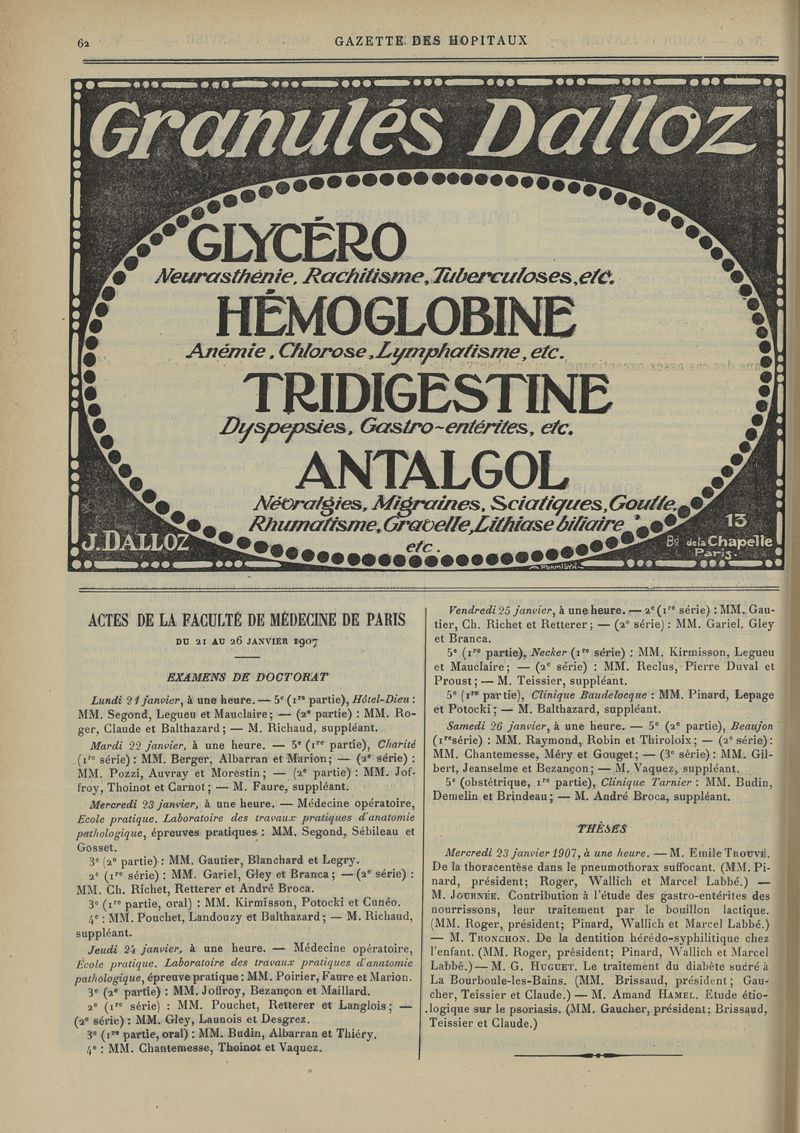 62
GAZETTE DES HOPITAUX
Granulés Dalloz
GLYCÉRO
Neurasthénie, Rachitisme, Tuberculoses, etc.
HÉMOGLOBINE
Anémie, Chlorose, Lymphatisme, etc.
TRIDIGESTINE
Dyspepsies, Gastro-entérites, etc.
ANTALGOL
Névralgies, Migraines, Sciatiques, Goutte,
Rhumatisme, Gravelle, Lithiase biliaire
etc.
J. DALLOZ
13
Bd de la Chapelle
Paris.
ACTES DE LA FACULTÉ DE MÉDECINE DE PARIS
DU 21 AU 26 JANVIER 1907
EXAMENS DE DOCTORAT
Lundi 21 janvier, à une heure. — 5e (1re partie), Hôtel-Dieu :
MM. Segond, Legueu et Mauclaire ; — (2e partie) : MM. Ro-
ger, Claude et Balthazard ; — M. Richaud, suppléant.
Mardi 22 janvier, à une heure. — 5e (1re partie), Charité
(1re série) : MM. Berger, Albarran et Marion ; — (2e série) :
MM. Pozzi, Auvray et Morestin ; — (2e partie) : MM. Jof-
froy, Thoinot et Carnot ; — M. Faure, suppléant.
Mercredi 23 janvier, à une heure. — Médecine opératoire,
Ecole pratique. Laboratoire des travaux pratiques d'anatomie
pathologique, épreuves pratiques : MM. Segond, Sébileau et
Gosset.
3e (2e partie) : MM. Gautier, Blanchard et Legry.
2e (1re série) : MM. Gariel, Gley et Branca ; — (2e série) :
MM. Ch. Richet, Retterer et André Broca.
3e (1re partie, oral) : MM. Kirmisson, Potocki et Cunéo.
4e : MM. Pouchet, Landouzy et Balthazard ; — M. Richaud,
suppléant.
Jeudi 24 janvier, à une heure. — Médecine opératoire,
École pratique. Laboratoire des travaux pratiques d'anatomie
pathologique, épreuve pratique : MM. Poirier, Faure et Marion.
3e (2e partie) : MM. Joffroy, Bezançon et Maillard.
2e (1re série) : MM. Pouchet, Retterer et Langlois ; —
(2e série) : MM. Gley, Launois et Desgrez.
3e (1re partie, oral) : MM. Budin, Albarran et Thiéry.
4e : MM. Chantemesse, Thoinot et Vaquez.
Vendredi 25 janvier, à une heure. — 2e (1re série) : MM. Gau-
tier, Ch. Richet et Retterer ; — (2e série) : MM. Gariel, Gley
et Branca.
5e (1re partie), Necker (1re série) : MM. Kirmisson, Legueu
et Mauclaire ; — (2e série) : MM. Reclus, Pierre Duval et
Proust ; — M. Teissier, suppléant.
5e (1re partie), Clinique Baudelocque : MM. Pinard, Lepage
et Potocki ; — M. Balthazard, suppléant.
Samedi 26 janvier, à une heure. — 5e (2e partie), Beaujon
(1re série) : MM. Raymond, Robin et Thiroloix ; — (2e série) :
MM. Chantemesse, Méry et Gouget ; — (3e série) : MM. Gil-
bert, Jeanselme et Bezançon ; — M. Vaquez, suppléant.
5e (obstétrique, 1re partie), Clinique Tarnier : MM. Budin,
Demelin et Brindeau ; — M. André Broca, suppléant.
THÈSES
Mercredi 23 janvier 1907, à une heure. — M. Emile TROUVÉ.
De la thoracentèse dans le pneumothorax suffocant. (MM. Pi-
nard, président ; Roger, Wallich et Marcel Labbé.) —
M. JOURNÉE. Contribution à l'étude des gastro-entérites des
nourrissons, leur traitement par le bouillon lactique.
(MM. Roger, président ; Pinard, Wallich et Marcel Labbé.)
— M. TRONCHON. De la dentition hérédo-syphilitique chez
l'enfant. (MM. Roger, président ; Pinard, Wallich et Marcel
Labbé.) — M. G. HUGUET. Le traitement du diabète sucré à
La Bourboule-les-Bains. (MM. Brissaud, président ; Gau-
cher, Teissier et Claude.) — M. Amand HAMEL. Etude étio-
logique sur le psoriasis. (MM. Gaucher, président ; Brissaud,
Teissier et Claude.)